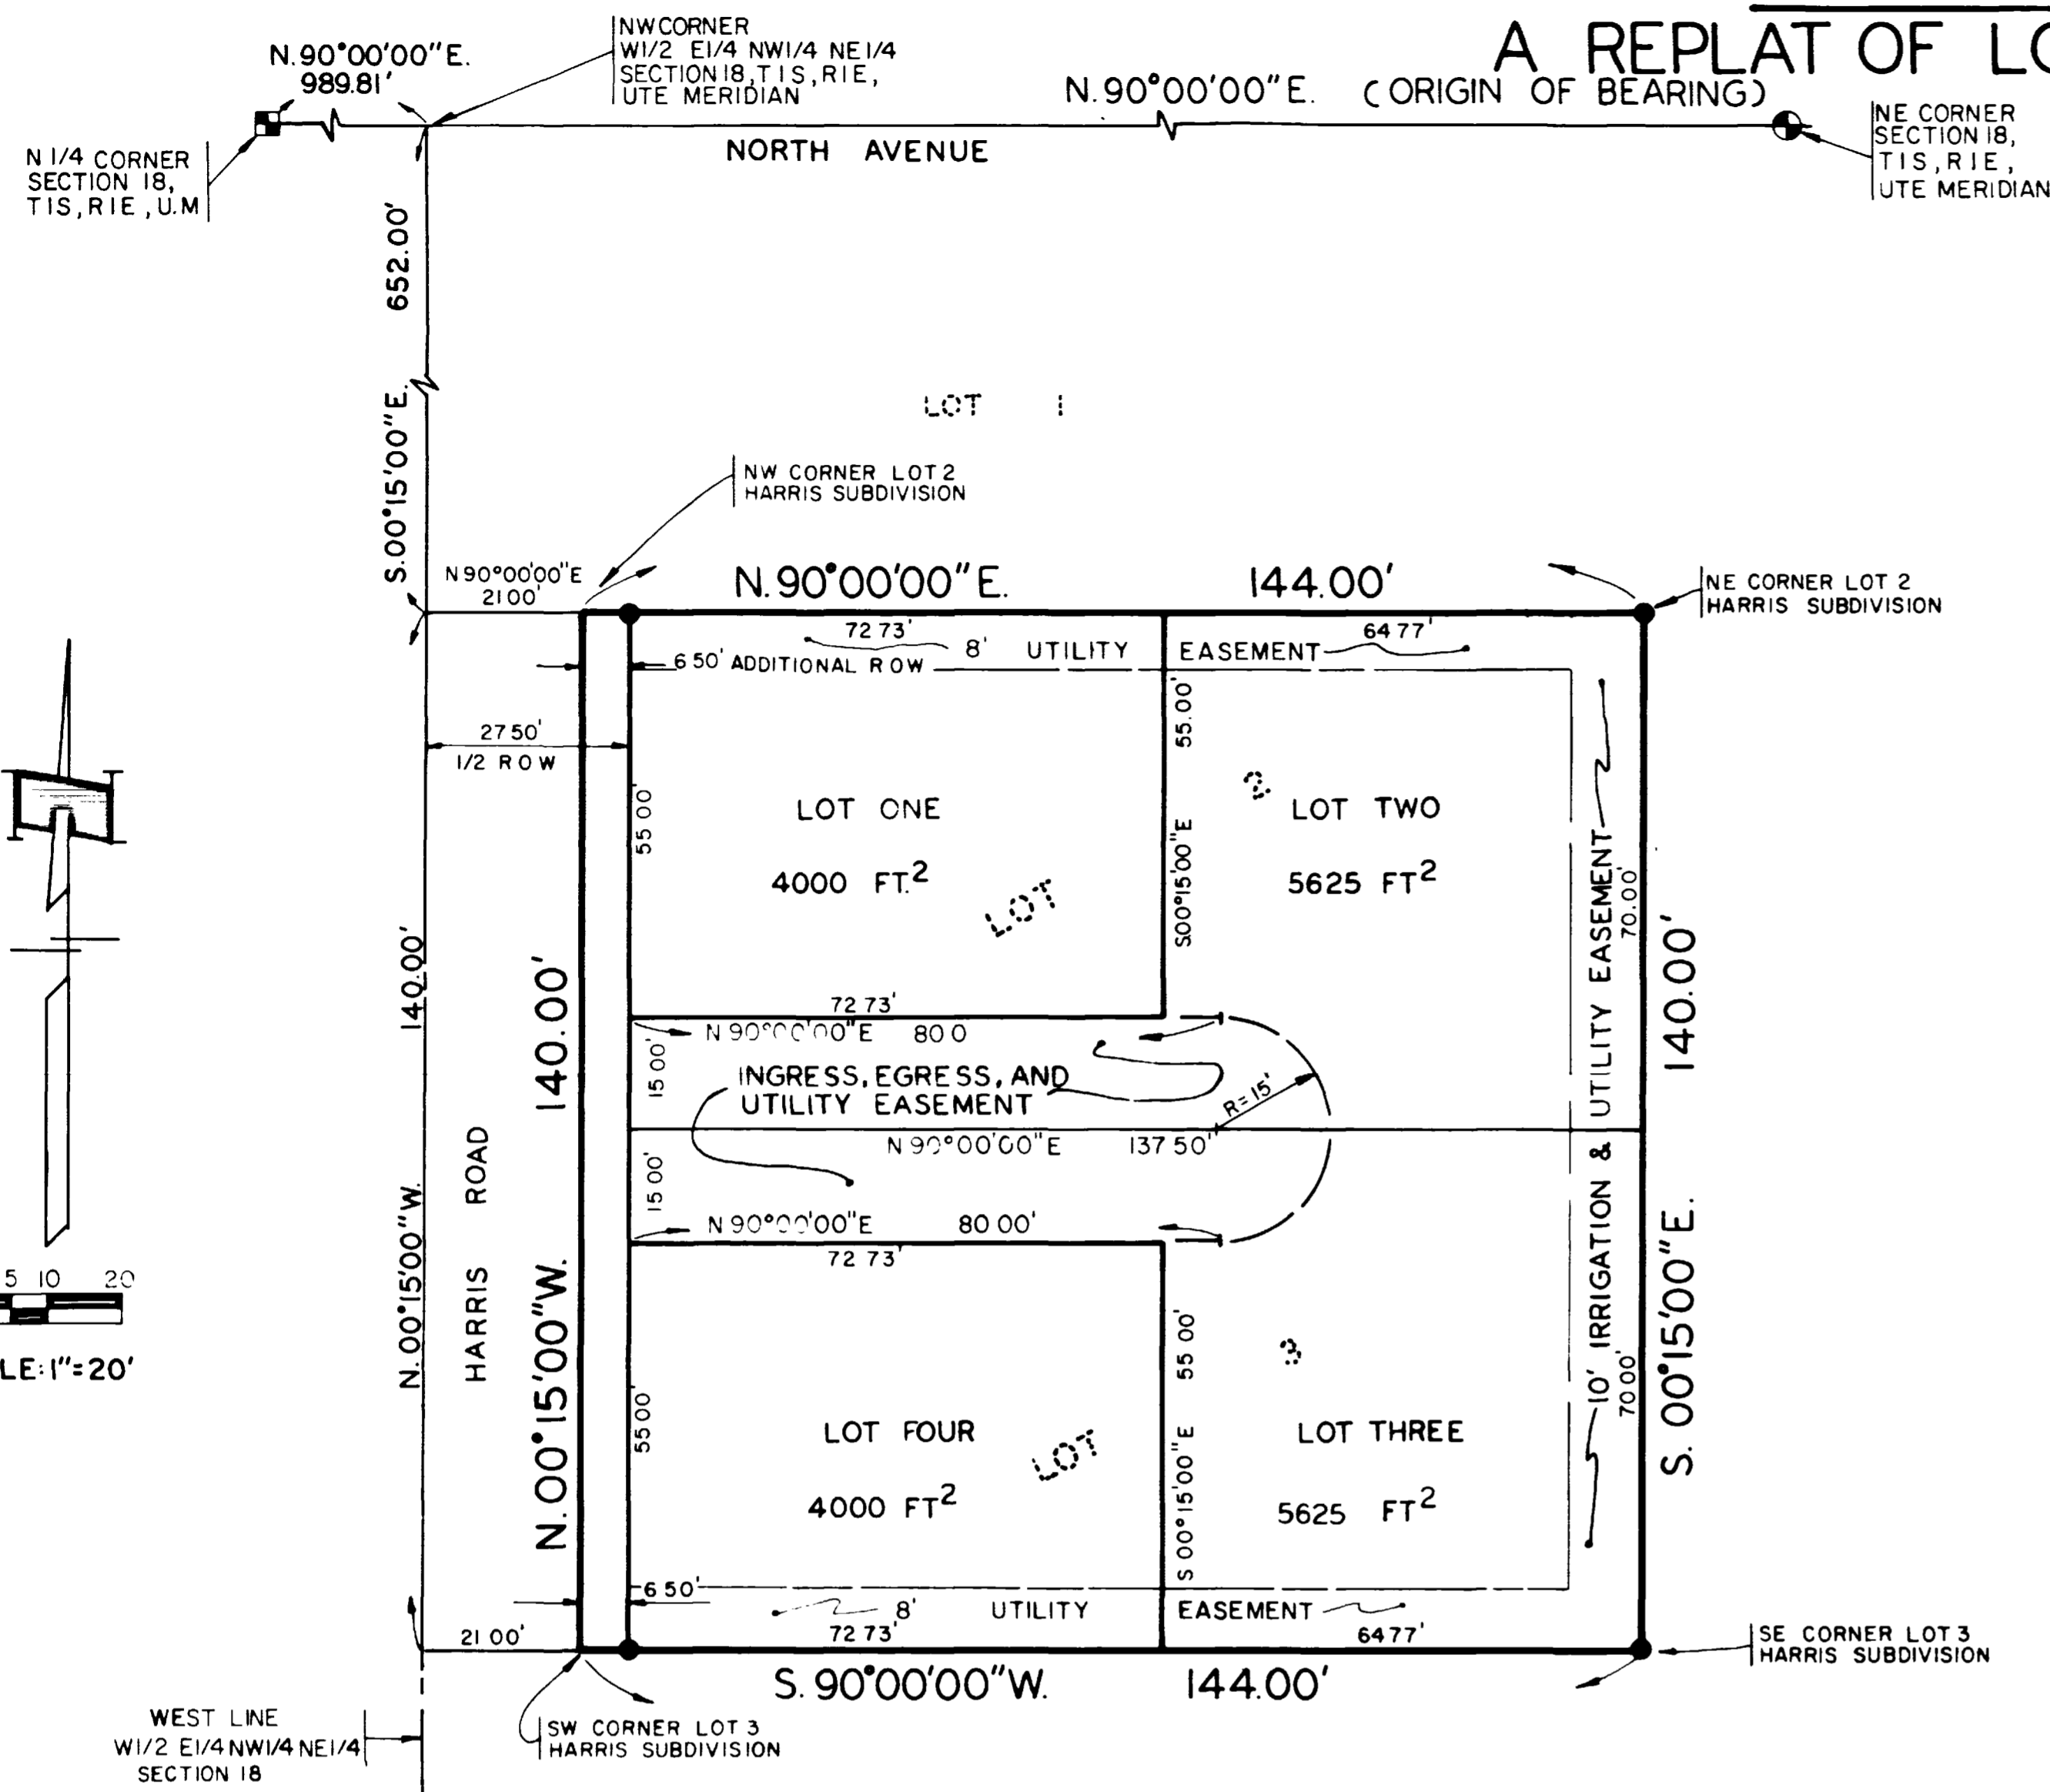 A REPLAT OF LO
N.90°00'00"E.
989.81'
NW CORNER
W1/2 E1/4 NW1/4 NE1/4
SECTION 18, T1S, R1E,
UTE MERIDIAN
N.90°00'00"E. (ORIGIN OF BEARING)
NE CORNER
SECTION 18,
T1S, R1E,
UTE MERIDIAN
N 1/4 CORNER
SECTION 18,
T1S, R1E, U.M
NORTH AVENUE
S.00°15'00"E. 652.00'
LOT 1
NW CORNER LOT 2
HARRIS SUBDIVISION
N 90°00'00"E
21 00'
N.90°00'00"E. 144.00'
NE CORNER LOT 2
HARRIS SUBDIVISION
72 73'
64 77'
8' UTILITY EASEMENT
6 50' ADDITIONAL ROW
27 50'
1/2 ROW
55 00'
55.00'
S.00°15'00"E
LOT ONE
4000 FT.2
LOT 2
LOT TWO
5625 FT2
10' IRRIGATION & UTILITY EASEMENT
70.00'
70 00'
140.00'
S. 00°15'00"E.
N.00°15'00"W. 140.00'
HARRIS ROAD
N.00°15'00"W. 140.00'
72 73'
N 90°00'00"E 80 0
15 00'
INGRESS, EGRESS, AND
UTILITY EASEMENT
R=15'
N 90°00'00"E 137 50'
15 00'
N 90°00'00"E 80 00'
72 73'
5 10 20
LE: 1"=20'
55 00'
S 00°15'00"E 55 00'
LOT FOUR
4000 FT2
LOT 3
LOT THREE
5625 FT2
6 50'
8' UTILITY EASEMENT
21 00'
72 73'
64 77'
S. 90°00'00"W. 144.00'
SE CORNER LOT 3
HARRIS SUBDIVISION
SW CORNER LOT 3
HARRIS SUBDIVISION
WEST LINE
W1/2 E1/4 NW1/4 NE1/4
SECTION 18